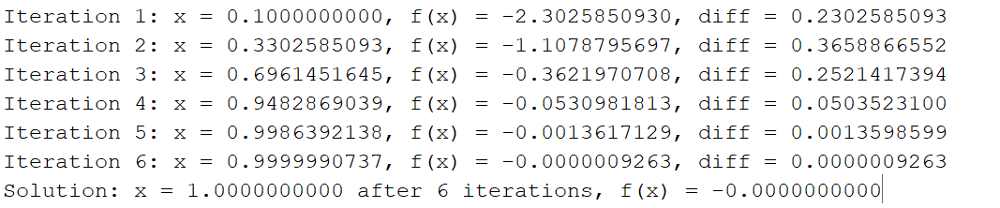 Iteration 1: x = 0.1000000000, f(x) = -2.3025850930, diff = 0.2302585093
Iteration 2: x = 0.3302585093, f(x) = -1.1078795697, diff = 0.3658866552
Iteration 3: x = 0.6961451645, f(x) = -0.3621970708, diff = 0.2521417394
Iteration 4: x = 0.9482869039, f(x) = -0.0530981813, diff = 0.0503523100
Iteration 5: x = 0.9986392138, f(x) = -0.0013617129, diff = 0.0013598599
Iteration 6: x = 0.9999990737, f(x) = -0.0000009263, diff = 0.0000009263
Solution: x = 1.0000000000 after 6 iterations, f(x) = -0.0000000000